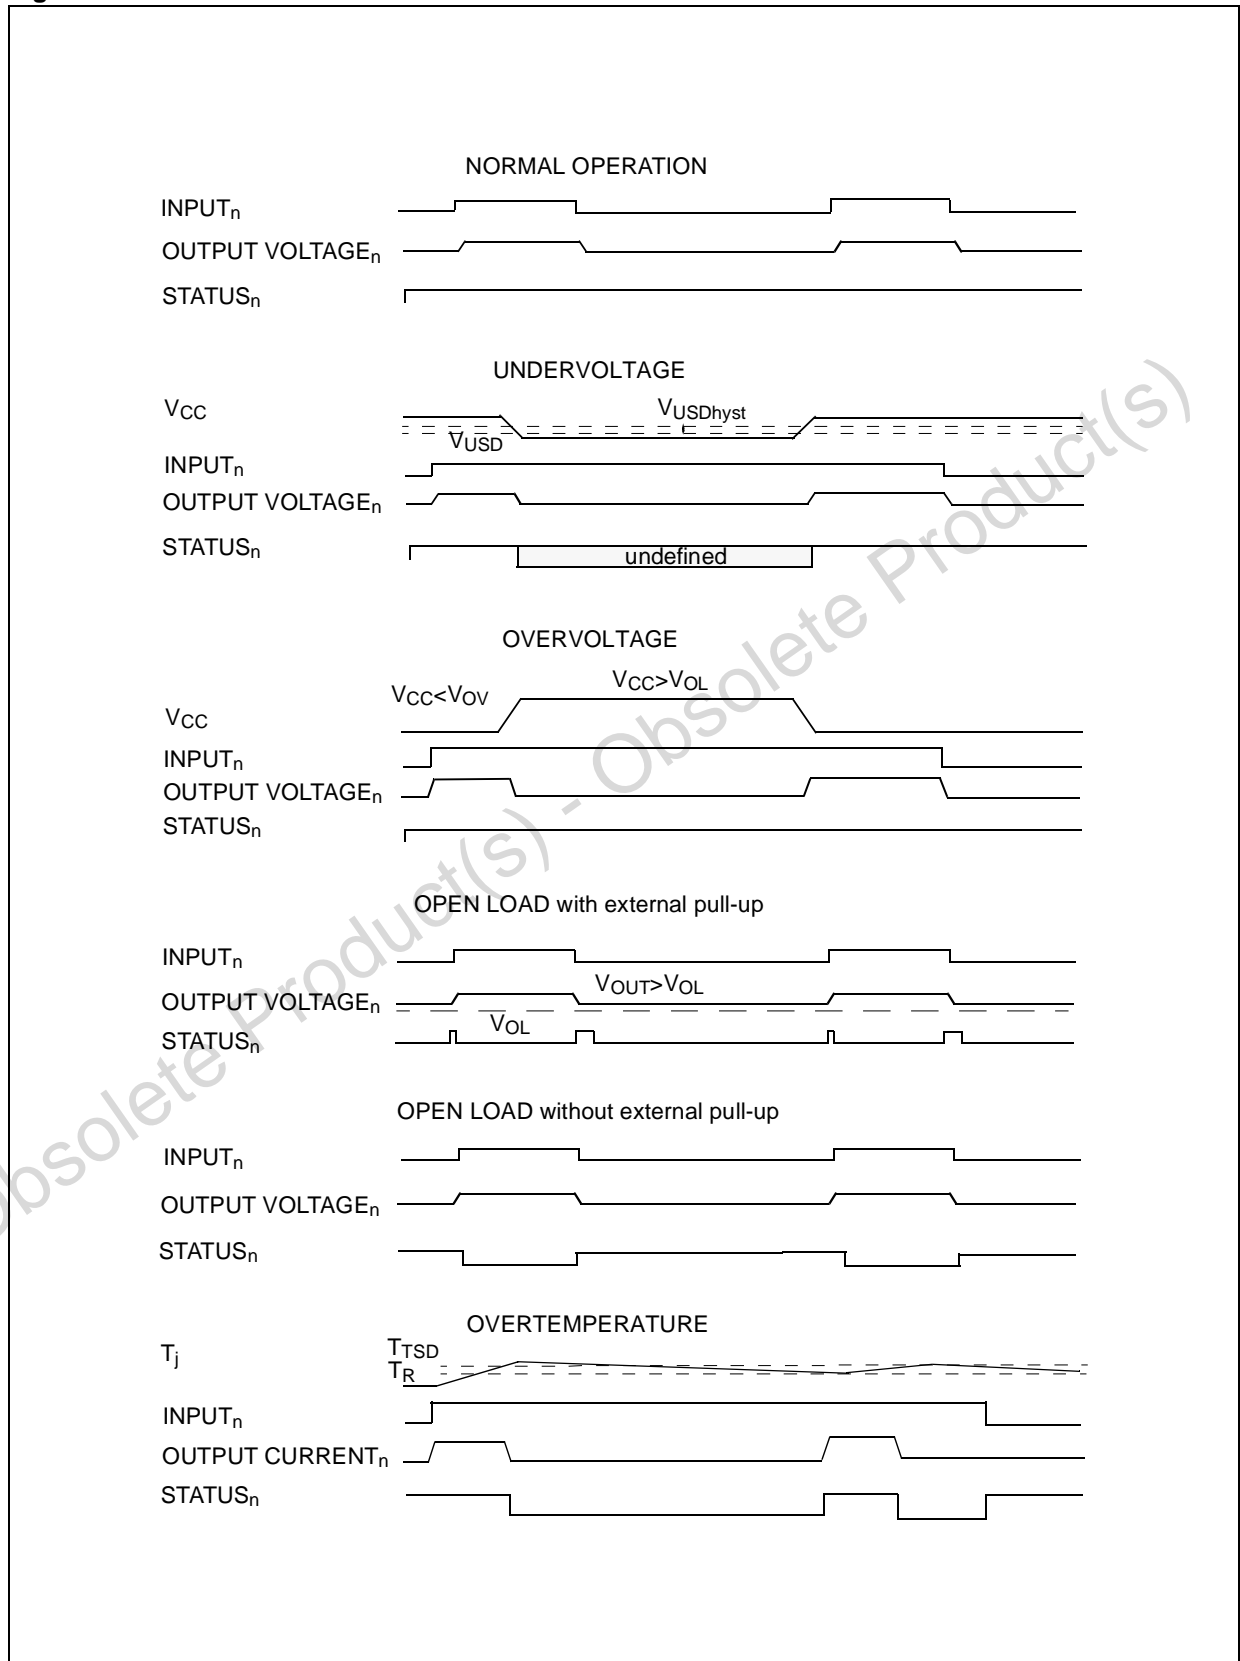 NORMAL OPERATION
INPUTn
OUTPUT VOLTAGEn
STATUSn
UNDERVOLTAGE
VCC
VUSDhyst
VUSD
INPUTn
OUTPUT VOLTAGEn
STATUSn
undefined
OVERVOLTAGE
VCC<VOV
VCC>VOL
VCC
INPUTn
OUTPUT VOLTAGEn
STATUSn
OPEN LOAD with external pull-up
INPUTn
VOUT>VOL
OUTPUT VOLTAGEn
VOL
STATUSn
OPEN LOAD without external pull-up
INPUTn
OUTPUT VOLTAGEn
STATUSn
OVERTEMPERATURE
Tj
TTSD
TR
INPUTn
OUTPUT CURRENTn
STATUSn
Obsolete Product(s) - Obsolete Product(s)